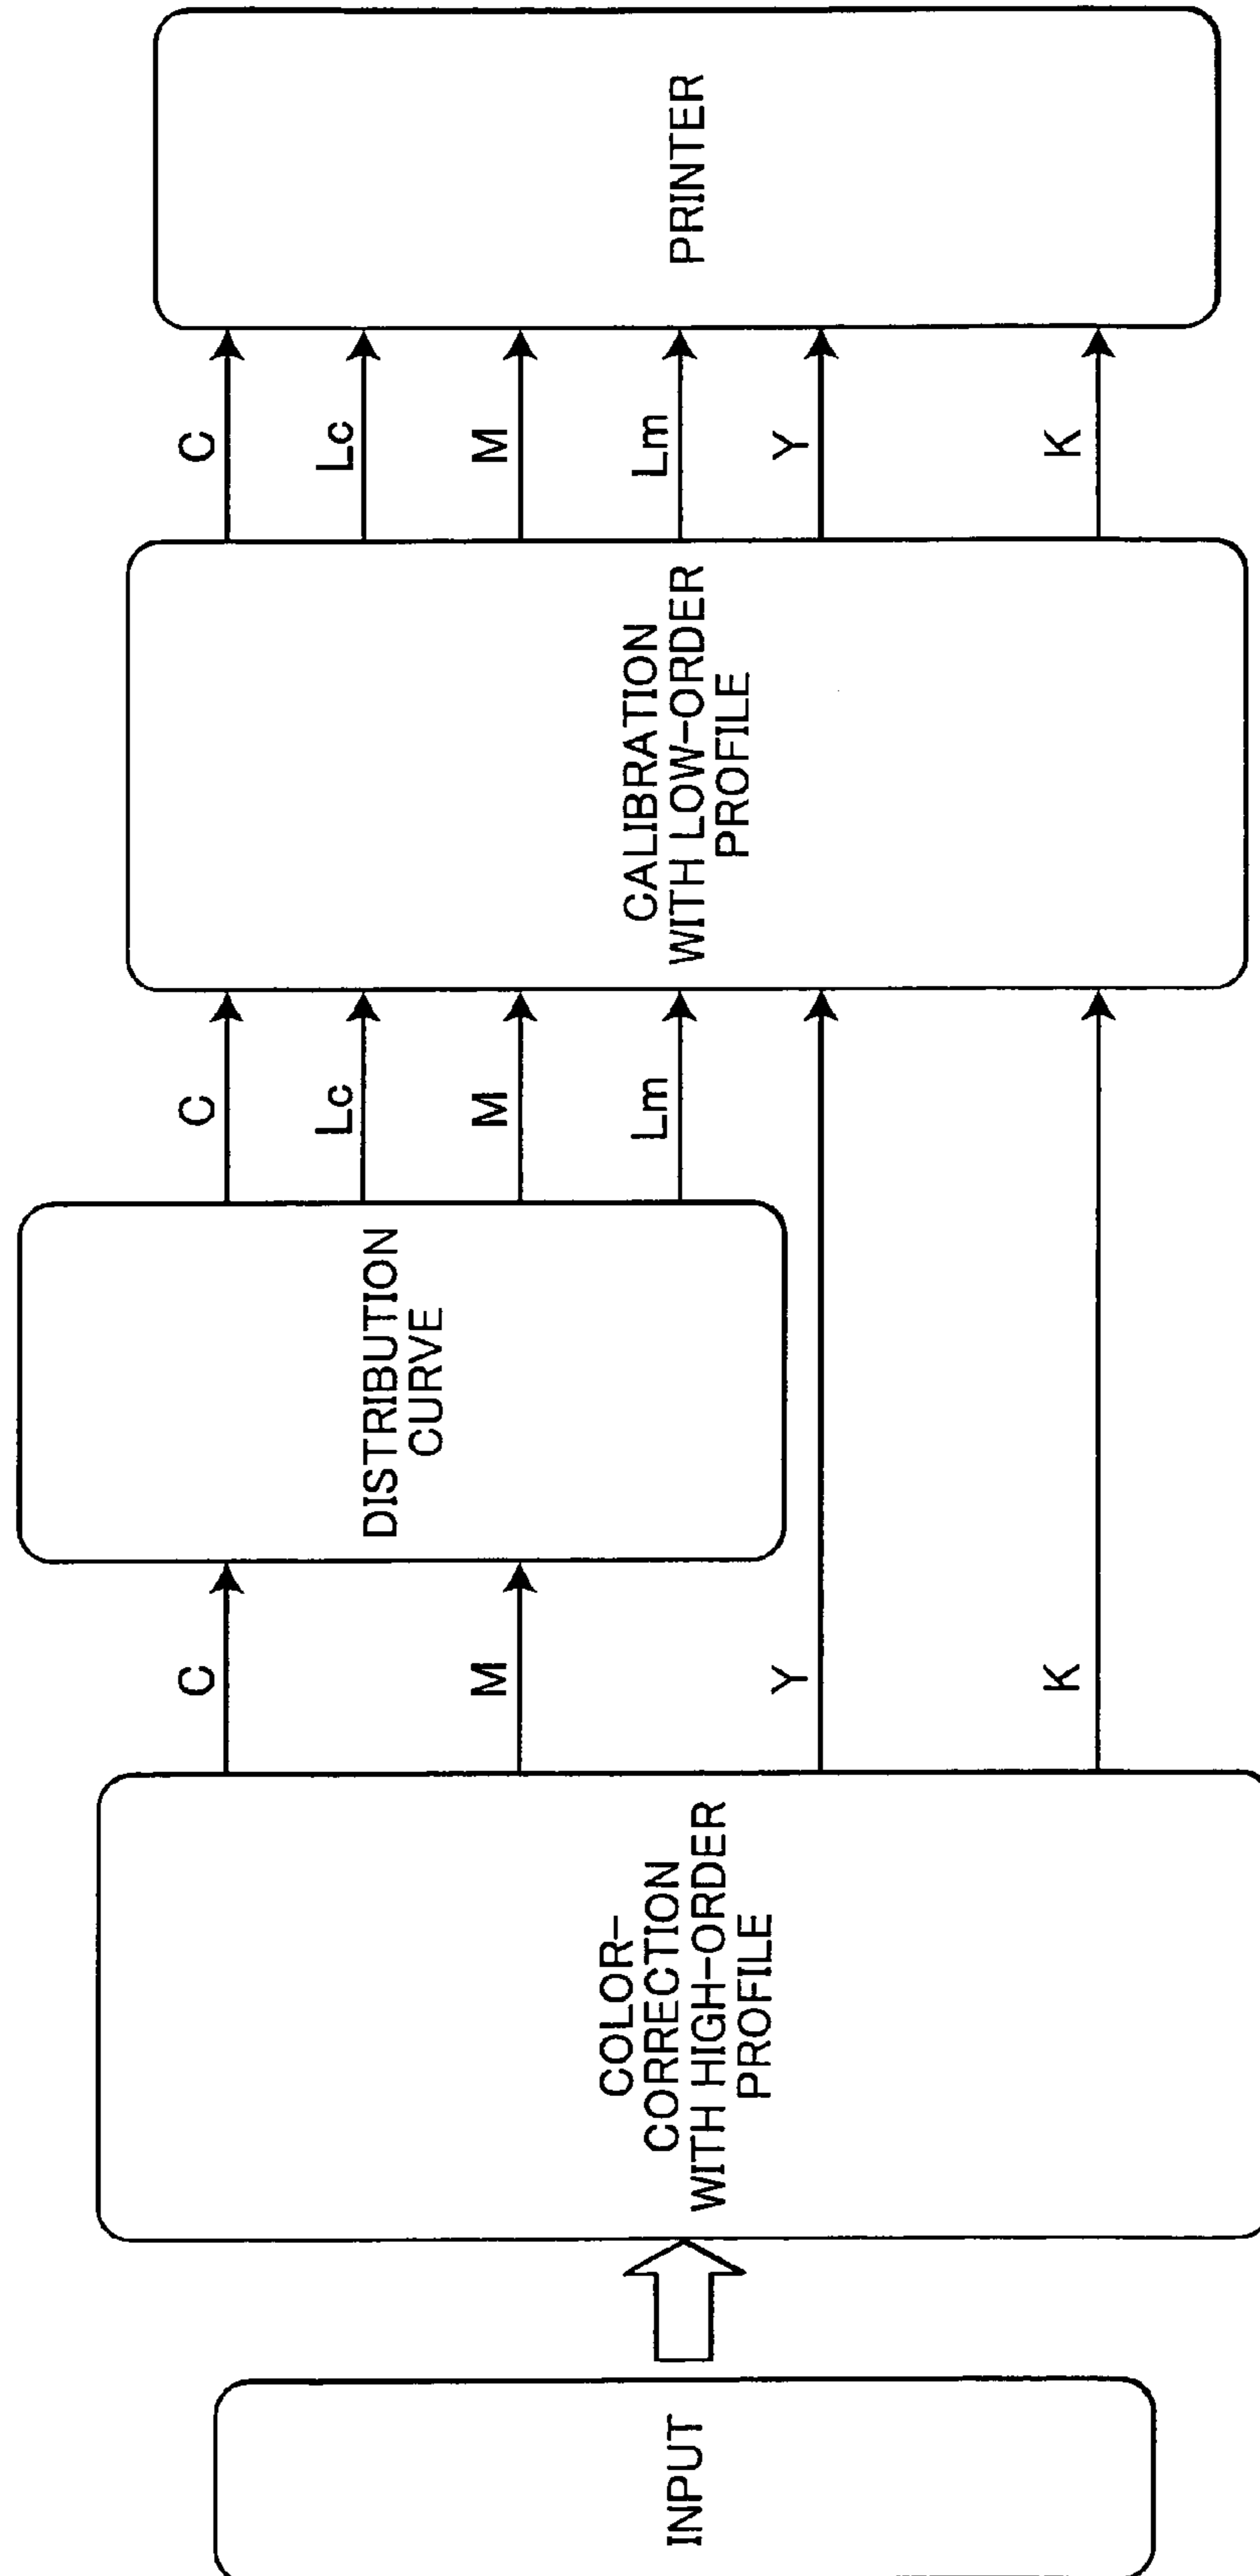 INPUT
COLOR-
CORRECTION
WITH HIGH-ORDER
PROFILE
C
M
Y
K
DISTRIBUTION
CURVE
C
Lc
M
Lm
CALIBRATION
WITH LOW-ORDER
PROFILE
C
Lc
M
Lm
Y
K
PRINTER